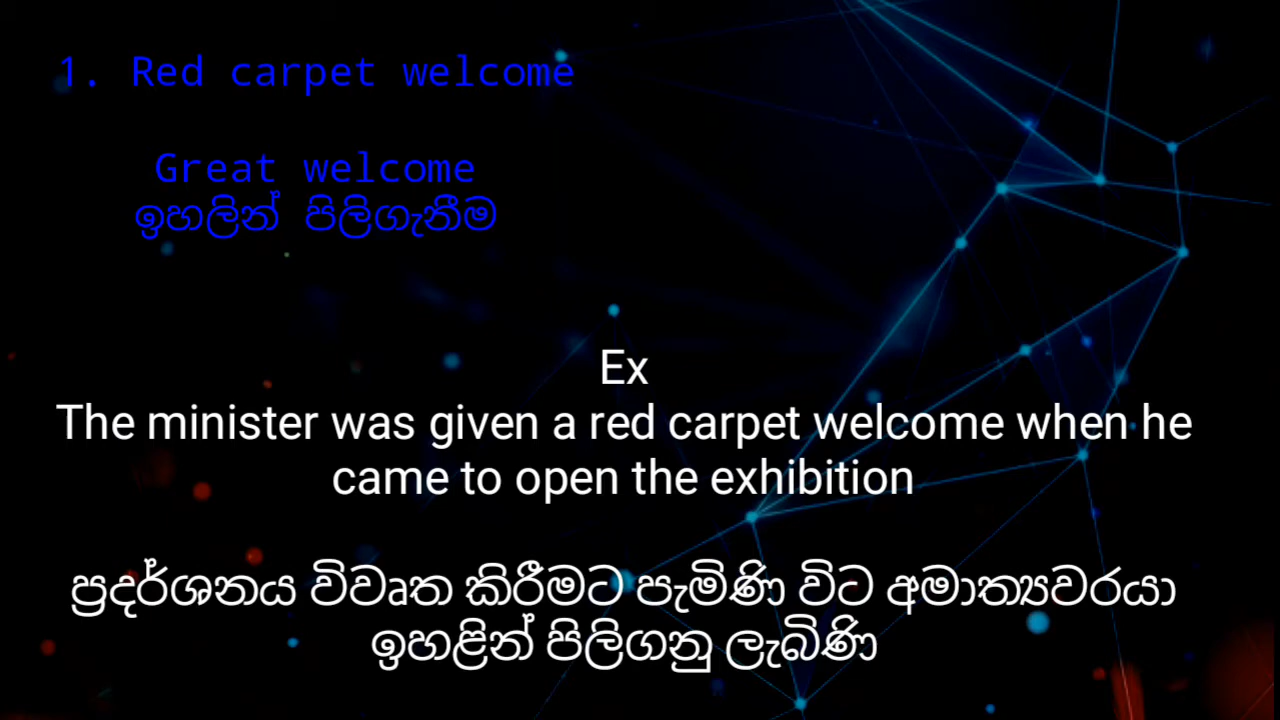 1. Red carpet welcome
Great welcome
ඉහලින් පිලිගැනීම
Ex
The minister was given a red carpet welcome when he
came to open the exhibition
ප්‍රදර්ශනය විවෘත කිරීමට පැමිණි විට අමාත්‍යවරයා
ඉහළින් පිලිගනු ලැබිණි